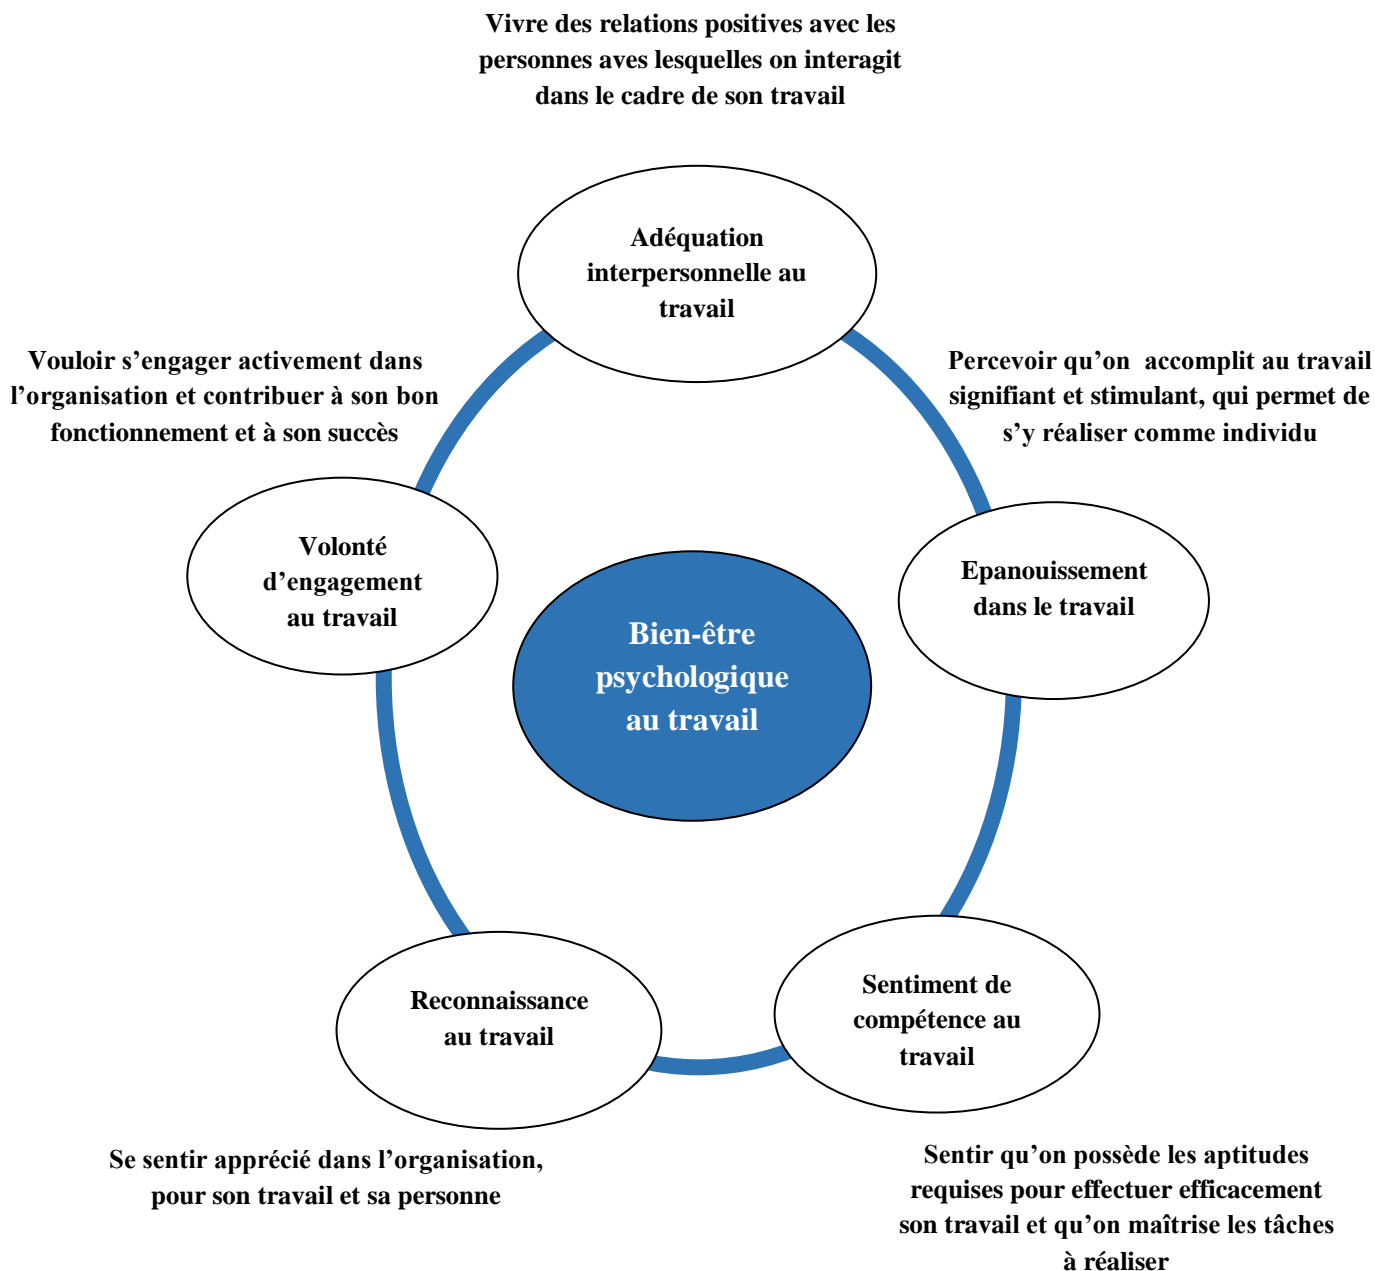 Vivre des relations positives avec les
personnes aves lesquelles on interagit
dans le cadre de son travail
Adéquation
interpersonnelle au
travail
Vouloir s’engager activement dans
l’organisation et contribuer à son bon
fonctionnement et à son succès
Percevoir qu’on  accomplit au travail
signifiant et stimulant, qui permet de
s’y réaliser comme individu
Volonté
d’engagement
au travail
Epanouissement
dans le travail
Bien-être
psychologique
au travail
Reconnaissance
au travail
Sentiment de
compétence au
travail
Se sentir apprécié dans l’organisation,
pour son travail et sa personne
Sentir qu’on possède les aptitudes
requises pour effectuer efficacement
son travail et qu’on maîtrise les tâches
à réaliser